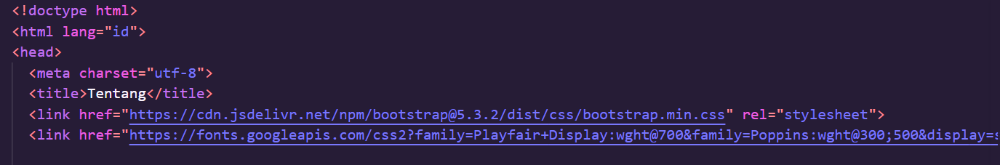 <!doctype html>
<html lang="id">
<head>
<meta charset="utf-8">
<title>Tentang</title>
<link href="https://cdn.jsdelivr.net/npm/bootstrap@5.3.2/dist/css/bootstrap.min.css" rel="stylesheet">
<link href="https://fonts.googleapis.com/css2?family=Playfair+Display:wght@700&family=Poppins:wght@300;500&display=s